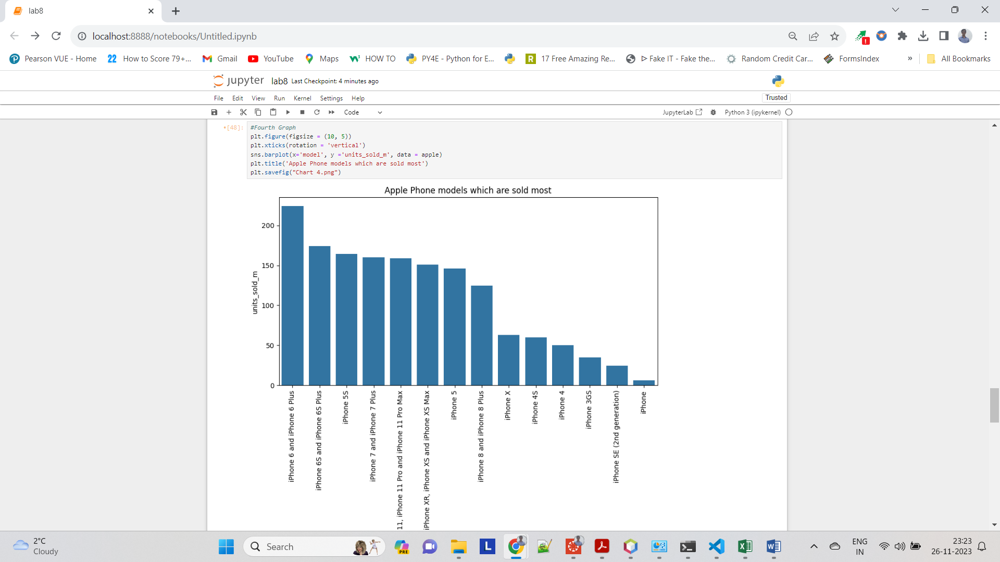 lab8
localhost:8888/notebooks/Untitled.ipynb
Pearson VUE - Home
22 How to Score 79+...
Gmail
YouTube
Maps
HOW TO
PY4E - Python for E...
R 17 Free Amazing Re...
Fake IT - Fake the...
Random Credit Car...
FormsIndex
»
All Bookmarks
jupyter lab8 Last Checkpoint: 4 minutes ago
File Edit View Run Kernel Settings Help
Trusted
Code
JupyterLab
Python 3 (ipykernel)
•[48]:
#Fourth Graph
plt.figure(figsize = (10, 5))
plt.xticks(rotation = 'vertical')
sns.barplot(x='model', y ='units_sold_m', data = apple)
plt.title('Apple Phone models which are sold most')
plt.savefig("Chart 4.png")
Apple Phone models which are sold most
units_sold_m
200
150
100
50
0
iPhone 6 and iPhone 6 Plus
iPhone 6S and iPhone 6S Plus
iPhone 5S
iPhone 7 and iPhone 7 Plus
11, iPhone 11 Pro and iPhone 11 Pro Max
iPhone XR, iPhone XS and iPhone XS Max
iPhone 5
iPhone 8 and iPhone 8 Plus
iPhone X
iPhone 4S
iPhone 4
iPhone 3GS
iPhone SE (2nd generation)
iPhone
2°C
Cloudy
Search
PRE
L
ENG
IN
23:23
26-11-2023